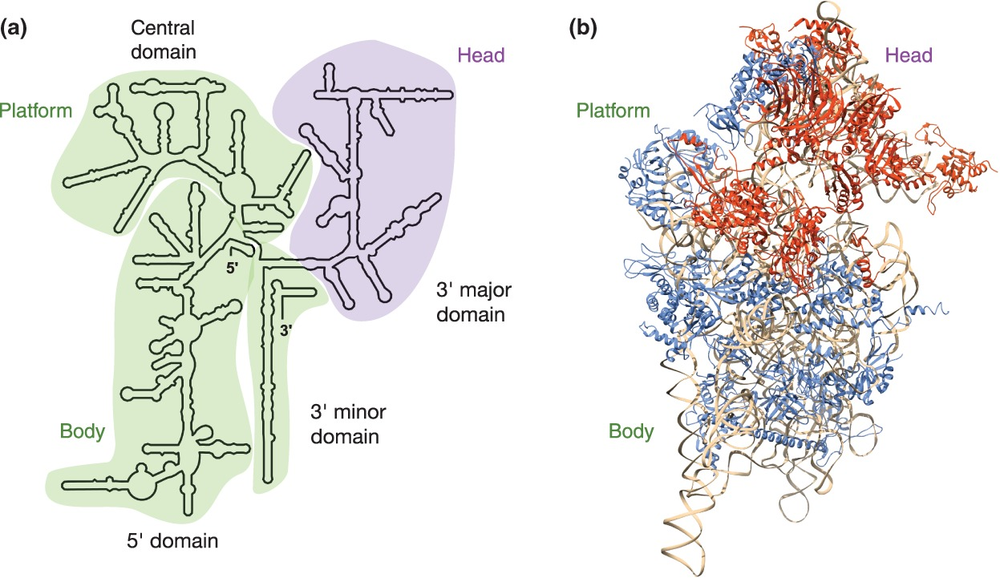 (a)
Central
domain
Head
Platform
5'
3'
3' major
domain
3' minor
domain
Body
5' domain
(b)
Head
Platform
Body